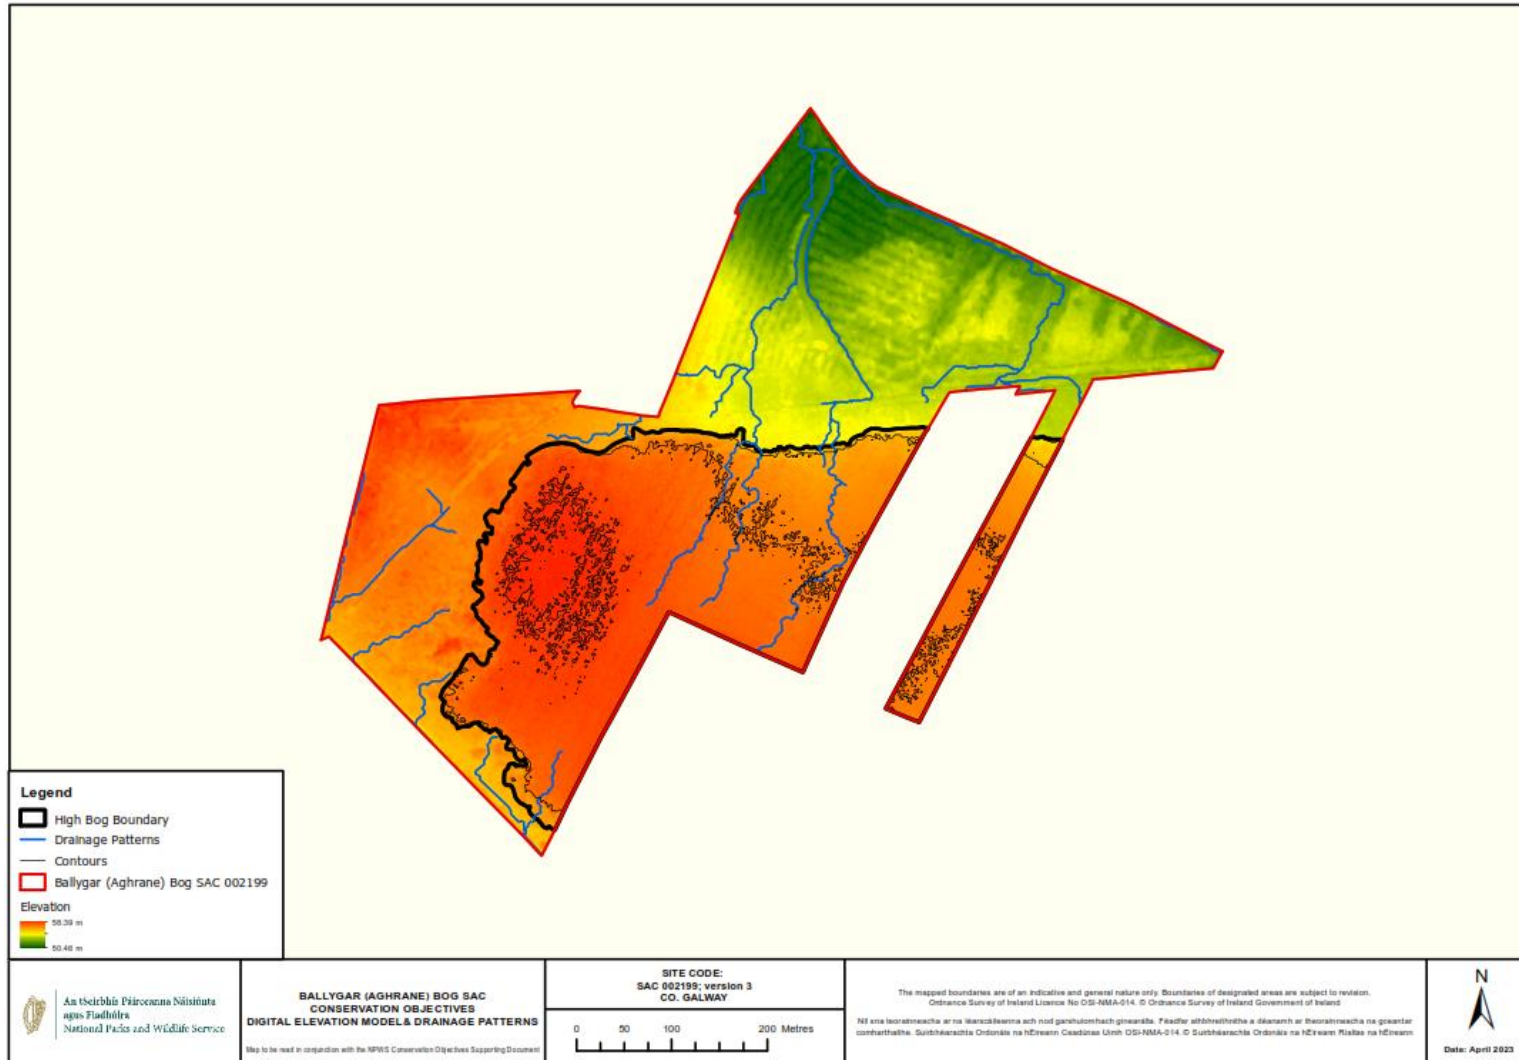 Legend
High Bog Boundary
Drainage Patterns
Contours
Ballygar (Aghrane) Bog SAC 002199
Elevation
50.46 m
An tSeirbhís Páirceanna Náisiúnta
agus Fiadhúlra
National Parks and Wildlife Service
BALLYGAR (AGHRANE) BOG SAC
CONSERVATION OBJECTIVES
DIGITAL ELEVATION MODEL & DRAINAGE PATTERNS
Map to be read in conjunction with the NPWS Conservation Objectives Supporting Document
SITE CODE:
SAC 002199; version 3
CO. GALWAY
0 50 100 200 Metres
The mapped boundaries are of an indicative and general nature only. Boundaries of designated areas are subject to revision.
Ordnance Survey of Ireland Licence No OSI-NMA-014. © Ordnance Survey of Ireland Government of Ireland
N
Date: April 2023